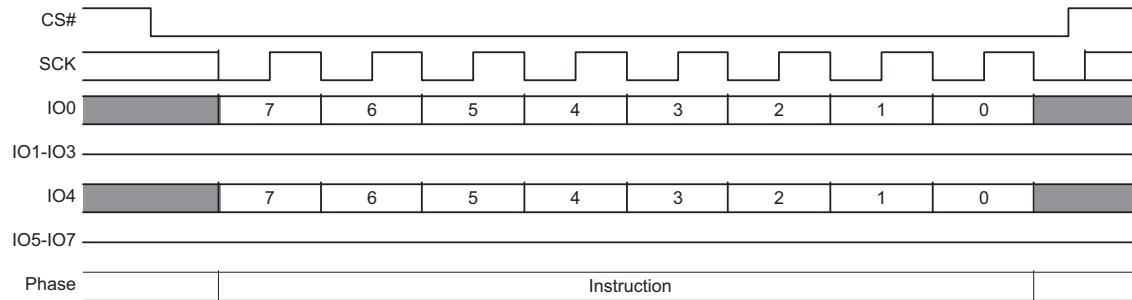 CS#
SCK
IO0 7 6 5 4 3 2 1 0
IO1-IO3
IO4 7 6 5 4 3 2 1 0
IO5-IO7
Phase Instruction